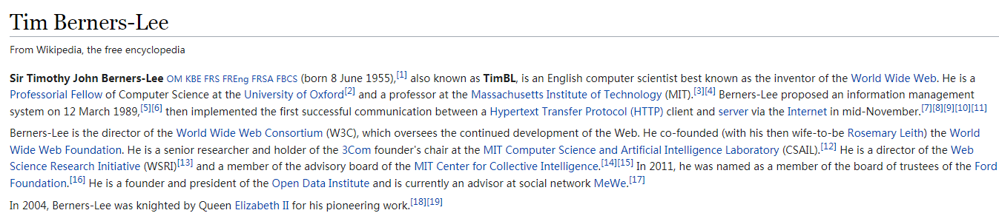 Tim Berners-Lee
From Wikipedia, the free encyclopedia
Sir Timothy John Berners-Lee OM KBE FRS FREng FRSA FBCS (born 8 June 1955),[1] also known as TimBL, is an English computer scientist best known as the inventor of the World Wide Web. He is a
Professorial Fellow of Computer Science at the University of Oxford[2] and a professor at the Massachusetts Institute of Technology (MIT).[3][4] Berners-Lee proposed an information management
system on 12 March 1989,[5][6] then implemented the first successful communication between a Hypertext Transfer Protocol (HTTP) client and server via the Internet in mid-November.[7][8][9][10][11]
Berners-Lee is the director of the World Wide Web Consortium (W3C), which oversees the continued development of the Web. He co-founded (with his then wife-to-be Rosemary Leith) the World
Wide Web Foundation. He is a senior researcher and holder of the 3Com founder's chair at the MIT Computer Science and Artificial Intelligence Laboratory (CSAIL).[12] He is a director of the Web
Science Research Initiative (WSRI)[13] and a member of the advisory board of the MIT Center for Collective Intelligence.[14][15] In 2011, he was named as a member of the board of trustees of the Ford
Foundation.[16] He is a founder and president of the Open Data Institute and is currently an advisor at social network MeWe.[17]
In 2004, Berners-Lee was knighted by Queen Elizabeth II for his pioneering work.[18][19]